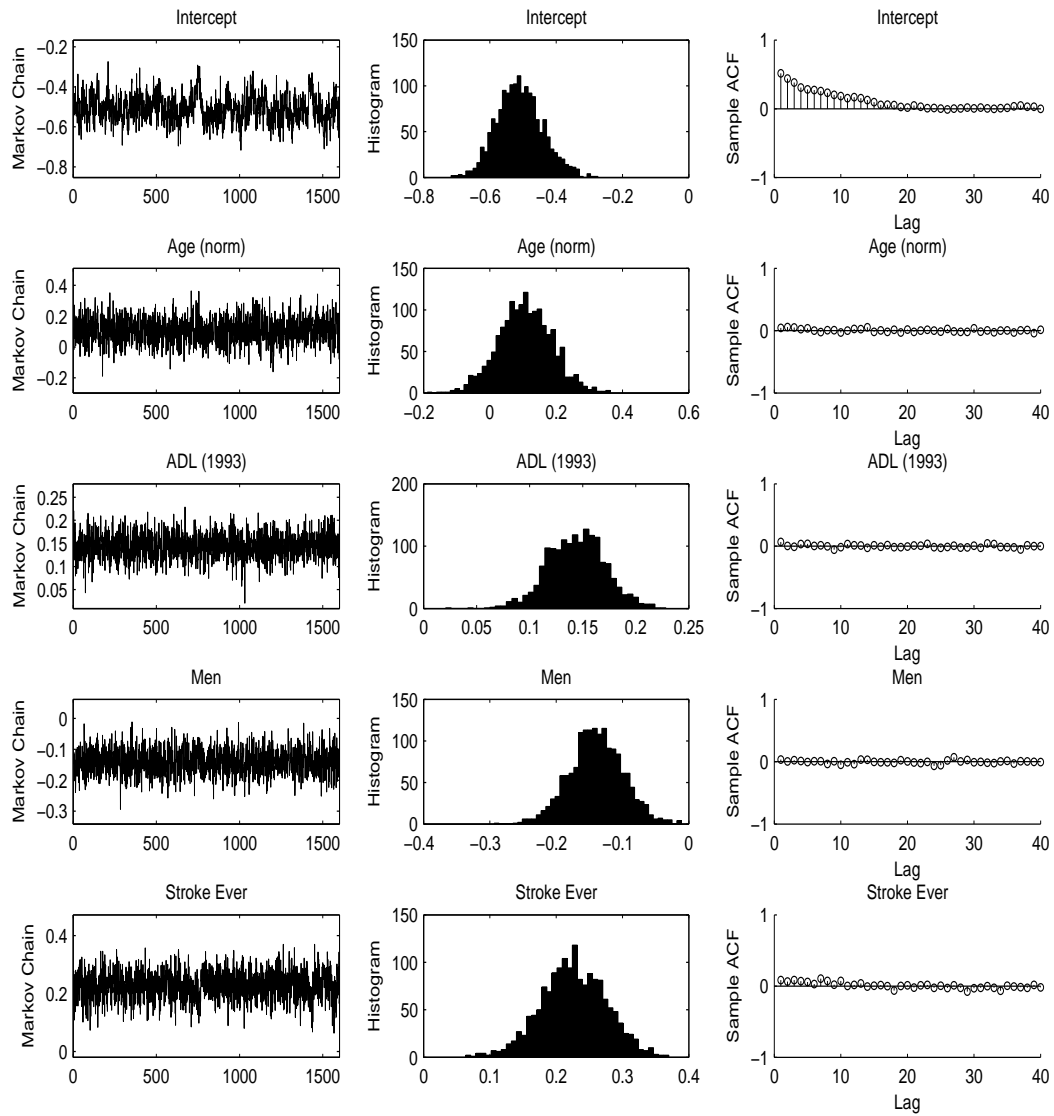 Intercept
Intercept
Intercept
Markov Chain
−0.2
−0.4
−0.6
−0.8
0 500 1000 1500
Histogram
150
100
50
0
−0.8 −0.6 −0.4 −0.2 0
Sample ACF
1
0
−1
0 10 20 30 40
Lag
Age (norm)
Age (norm)
Age (norm)
Markov Chain
0.4
0.2
0
−0.2
0 500 1000 1500
Histogram
150
100
50
0
−0.2 0 0.2 0.4 0.6
Sample ACF
1
0
−1
0 10 20 30 40
Lag
ADL (1993)
ADL (1993)
ADL (1993)
Markov Chain
0.25
0.2
0.15
0.1
0.05
0 500 1000 1500
Histogram
200
100
0
0 0.05 0.1 0.15 0.2 0.25
Sample ACF
1
0
−1
0 10 20 30 40
Lag
Men
Men
Men
Markov Chain
0
−0.1
−0.2
−0.3
0 500 1000 1500
Histogram
150
100
50
0
−0.4 −0.3 −0.2 −0.1 0
Sample ACF
1
0
−1
0 10 20 30 40
Lag
Stroke Ever
Stroke Ever
Stroke Ever
Markov Chain
0.4
0.2
0
0 500 1000 1500
Histogram
150
100
50
0
0 0.1 0.2 0.3 0.4
Sample ACF
1
0
−1
0 10 20 30 40
Lag